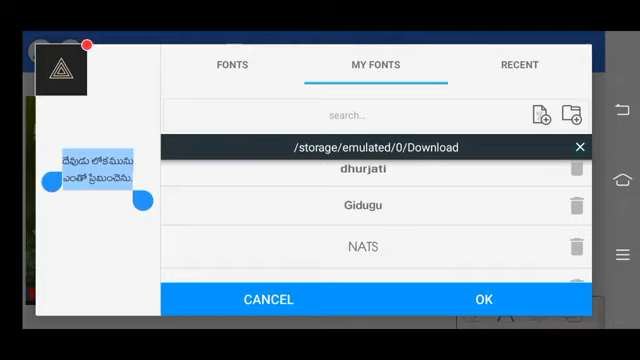 FONTS
MY FONTS
RECENT
search...
/storage/emulated/0/Download
dhurjati
దేవుడు లోకమును
ఎంతో ప్రేమించెను.
Gidugu
NATS
CANCEL
OK